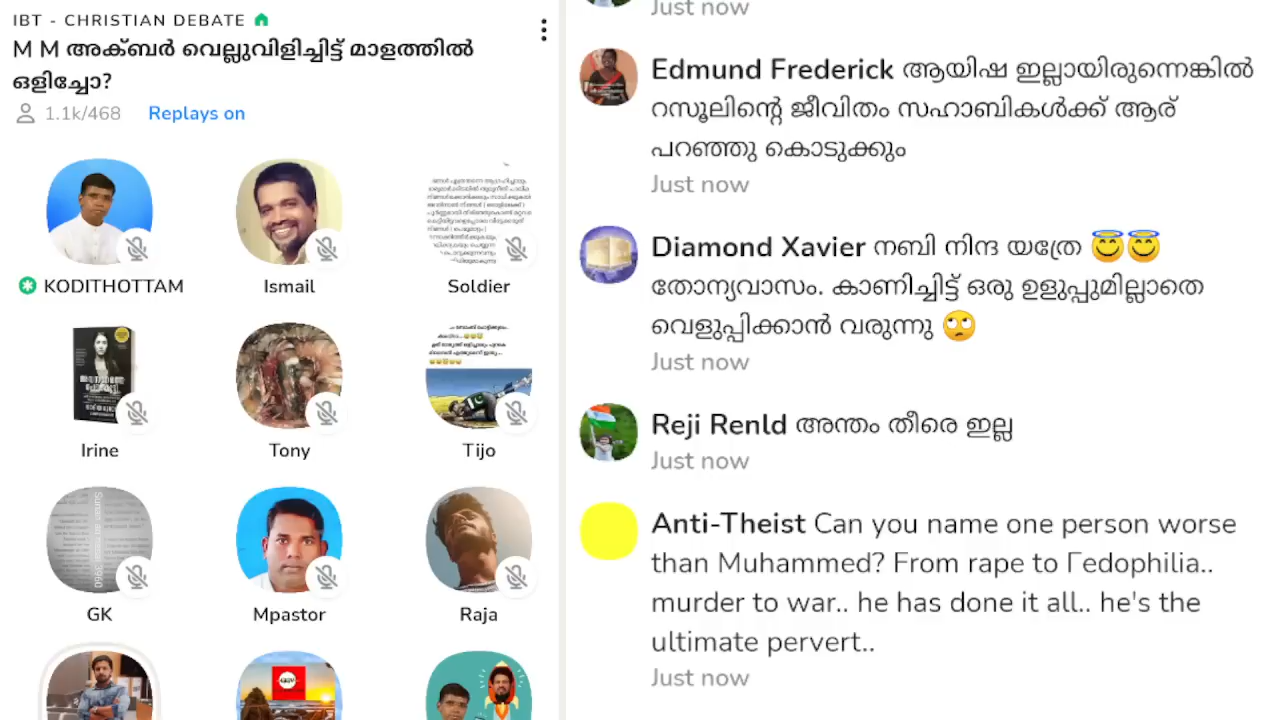 IBT - CHRISTIAN DEBATE
M M അക്ബർ വെല്ലുവിളിച്ചിട്ട് മാളത്തിൽ
ഒളിച്ചോ?
1.1k/468 Replays on
KODITHOTTAM
Ismail
Soldier
Irine
Tony
Tijo
GK
Mpastor
Raja
Just now
Edmund Frederick ആയിഷ ഇല്ലായിരുന്നെങ്കിൽ
റസൂലിന്റെ ജീവിതം സഹാബികൾക്ക് ആര്
പറഞ്ഞു കൊടുക്കും
Just now
Diamond Xavier നബി നിന്ദ യത്രേ 😇😇
തോന്യവാസം. കാണിച്ചിട്ട് ഒരു ഉളുപ്പുമില്ലാതെ
വെളുപ്പിക്കാൻ വരുന്നു 🙄
Just now
Reji Renld അന്തം തീരെ ഇല്ല
Just now
Anti-Theist Can you name one person worse
than Muhammed? From rape to Γedophilia..
murder to war.. he has done it all.. he's the
ultimate pervert..
Just now